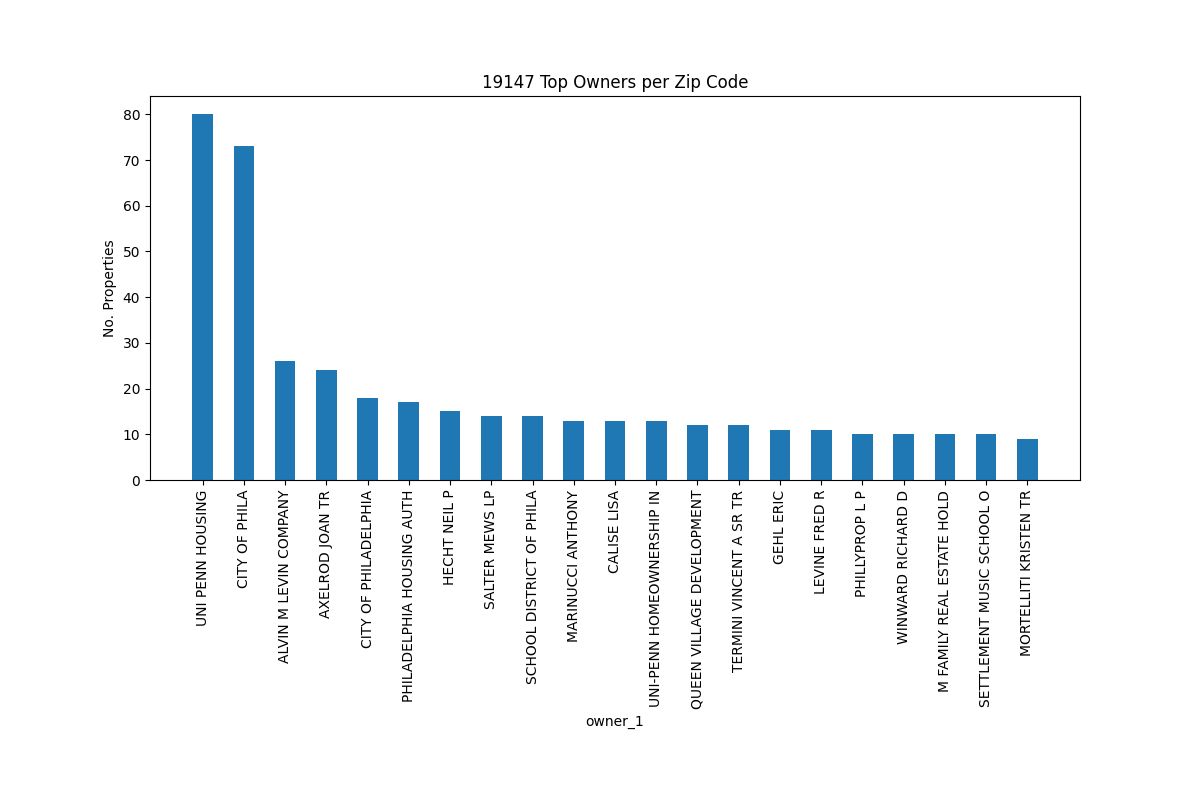 19147 Top Owners per Zip Code
No. Properties
80
70
60
50
40
30
20
10
0
UNI PENN HOUSING
CITY OF PHILA
ALVIN M LEVIN COMPANY
AXELROD JOAN TR
CITY OF PHILADELPHIA
PHILADELPHIA HOUSING AUTH
HECHT NEIL P
SALTER MEWS LP
SCHOOL DISTRICT OF PHILA
MARINUCCI ANTHONY
CALISE LISA
UNI-PENN HOMEOWNERSHIP IN
QUEEN VILLAGE DEVELOPMENT
TERMINI VINCENT A SR TR
GEHL ERIC
LEVINE FRED R
PHILLYPROP L P
WINWARD RICHARD D
M FAMILY REAL ESTATE HOLD
SETTLEMENT MUSIC SCHOOL O
MORTELLITI KRISTEN TR
owner_1